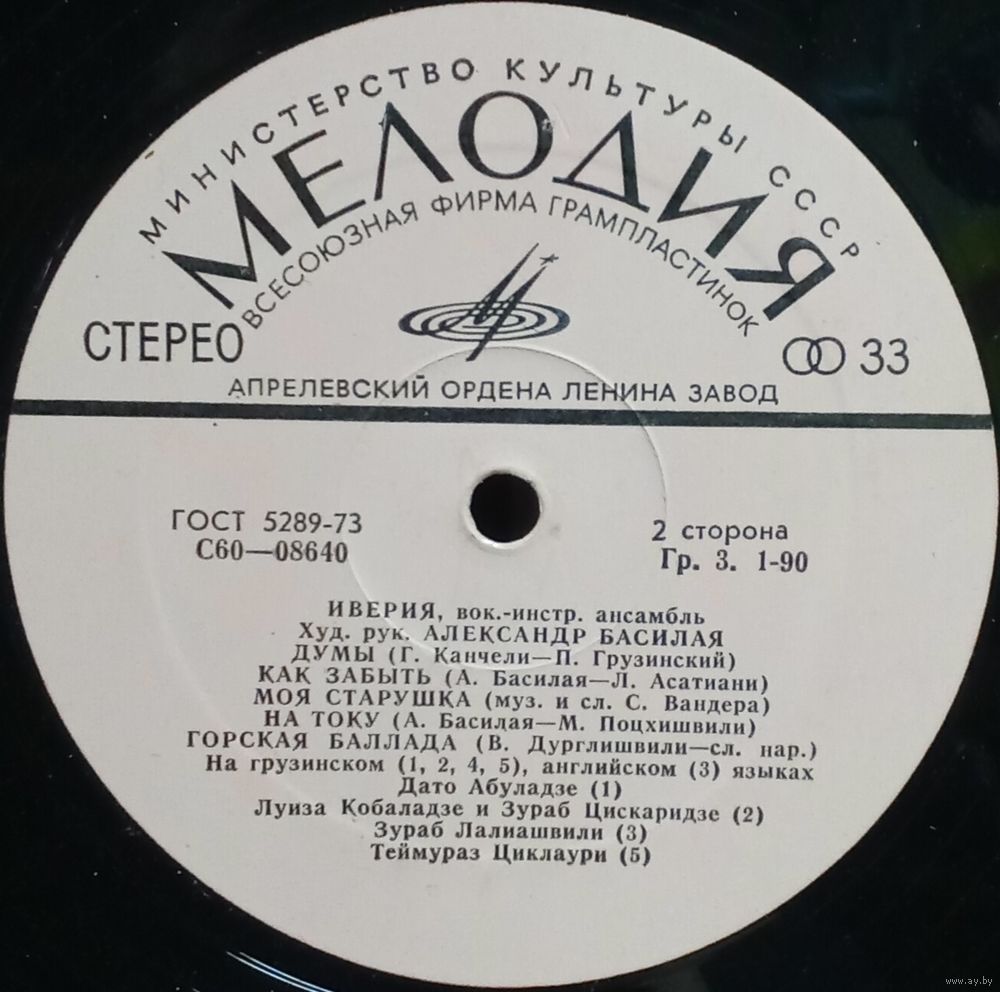 МИНИСТЕРСТВО КУЛЬТУРЫ СССР
МЕЛОДИЯ
ВСЕСОЮЗНАЯ ФИРМА ГРАМПЛАСТИНОК
СТЕРЕО
33
АПРЕЛЕВСКИЙ ОРДЕНА ЛЕНИНА ЗАВОД
ГОСТ 5289-73
С60—08640
2 сторона
Гр. 3. 1-90
ИВЕРИЯ, вок.-инстр. ансамбль
Худ. рук. АЛЕКСАНДР БАСИЛАЯ
ДУМЫ (Г. Канчели—П. Грузинский)
КАК ЗАБЫТЬ (А. Басилая—Л. Асатиани)
МОЯ СТАРУШКА (муз. и сл. С. Вандера)
НА ТОКУ (А. Басилая—М. Поцхишвили)
ГОРСКАЯ БАЛЛАДА (В. Дурглишвили—сл. нар.)
На грузинском (1, 2, 4, 5), английском (3) языках
Дато Абуладзе (1)
Луиза Кобаладзе и Зураб Цискаридзе (2)
Зураб Лалиашвили (3)
Теймураз Циклаури (5)
www.ay.by